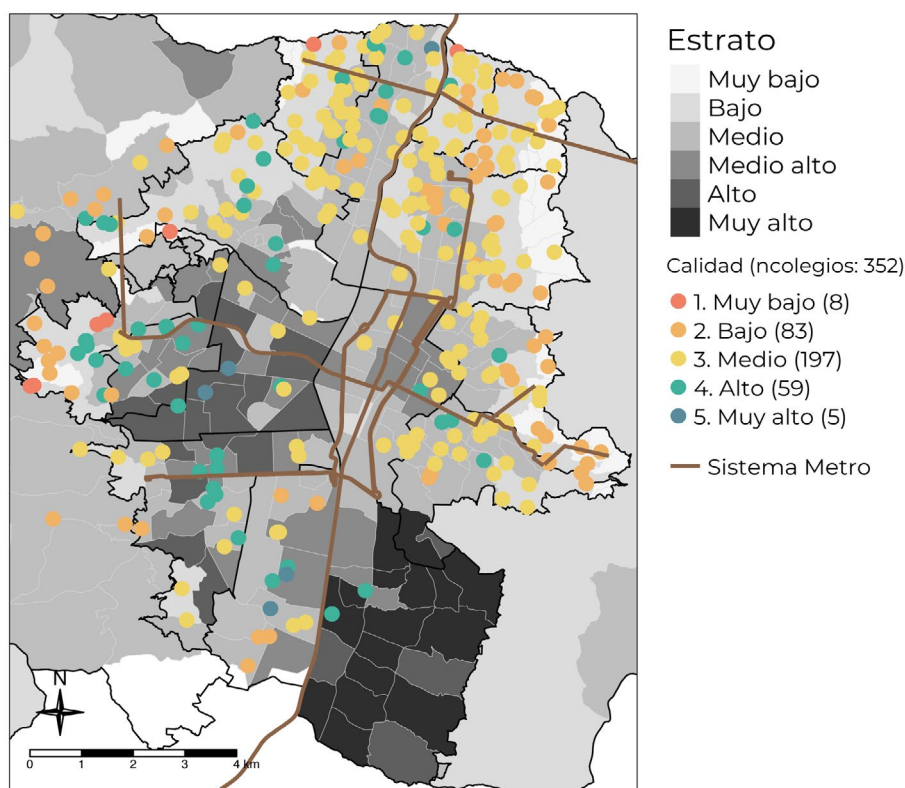 Estrato
Muy bajo
Bajo
Medio
Medio alto
Alto
Muy alto
Calidad (ncolegios: 352)
1. Muy bajo (8)
2. Bajo (83)
3. Medio (197)
4. Alto (59)
5. Muy alto (5)
Sistema Metro
N
0 1 2 3 4 km